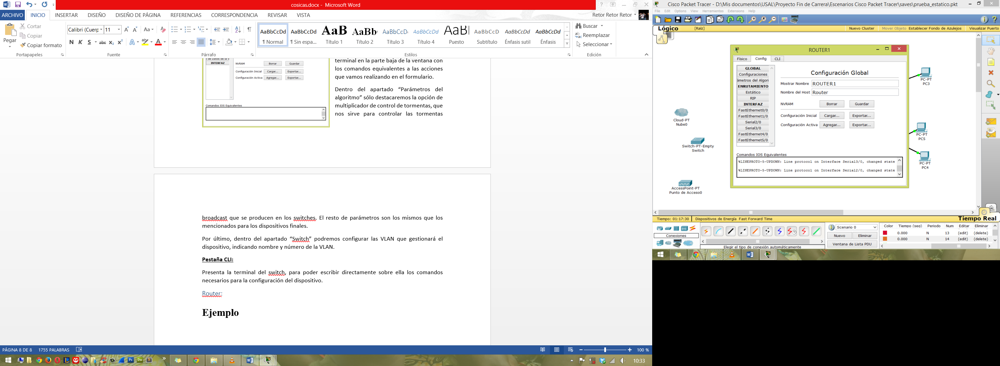 cosicas.docx - Microsoft Word
ARCHIVO INICIO INSERTAR DISEÑO DISEÑO DE PÁGINA REFERENCIAS CORRESPONDENCIA REVISAR VISTA
Retor Retor Retor
Pegar
Cortar
Copiar
Copiar formato
Portapapeles
Calibri (Cuerp 11
Fuente
Párrafo
AaBbCcDd AaBbCcDd AaB AaBb AaBbCcD AaBbCcDd AaB AaBbCcD AaBbCcDd AaBbCcDd
¶ Normal ¶ Sin espa... Título 1 Título 2 Título 3 Título 4 Puesto Subtítulo Énfasis sutil Énfasis
Estilos
Buscar
Reemplazar
Seleccionar
Edición
INTERFAZ
NVRAM Borrar Guardar
Configuración Inicial Cargar... Exportar...
Configuración Activa Agregar... Exportar...
Comandos IOS Equivalentes
terminal en la parte baja de la ventana con
los comandos equivalentes a las acciones
que vamos realizando en el formulario.
Dentro del apartado “Parámetros del
algoritmo” sólo destacaremos la opción de
multiplicador de control de tormentas, que
nos sirve para controlar las tormentas
broadcast que se producen en los switches. El resto de parámetros son los mismos que los
mencionados para los dispositivos finales.
Por último, dentro del apartado “Switch” podremos configurar las VLAN que gestionará el
dispositivo, indicando nombre y número de la VLAN.
Pestaña CLI:
Presenta la terminal del switch, para poder escribir directamente sobre ella los comandos
necesarios para la configuración del dispositivo.
Router:
Ejemplo
PÁGINA 8 DE 8 1755 PALABRAS
100 %
10:33
Cisco Packet Tracer - D:\Mis documentos\USAL\Proyecto Fin de Carrera\Escenarios Cisco Packet Tracer\saves\prueba_estatico.pkt
File Edit Options View Herramientas Extensions Help
Lógico [Raíz] Nuevo Cluster Mover Objeto Establecer Fondo de Azulejos Visualizar Puerto
Cloud-PT
Nube0
Switch-PT-Empty
Switch
AccessPoint-PT
Punto de Acceso0
ROUTER1
Físico Config CLI
GLOBAL
Configuraciones
ámetros del Algori
ENRUTAMIENTO
Estático
RIP
INTERFAZ
FastEthernet0/0
FastEthernet1/0
Serial2/0
Serial3/0
FastEthernet4/0
FastEthernet5/0
Configuración Global
Mostrar Nombre ROUTER1
Nombre del Host Router
NVRAM Borrar Guardar
Configuración Inicial Cargar... Exportar...
Configuración Activa Agregar... Exportar...
Comandos IOS Equivalentes
%LINEPROTO-5-UPDOWN: Line protocol on Interface Serial3/0, changed state
%LINEPROTO-5-UPDOWN: Line protocol on Interface Serial2/0, changed state
PC-PT
PC3
PC-PT
PC5
PC-PT
PC4
Tiempo: 01:17:30 Dispositivos de Energía Fast Forward Time
Tiempo Real
Conexiones
Elegir el tipo de conexión automáticamente
Scenario 0
Nuevo Eliminar
Ventana de Lista PDU
Color Tiempo (seg) Periodo Num Editar Eliminar
0.000 N 13 (edit) (delete)
0.000 N 14 (edit) (delete)